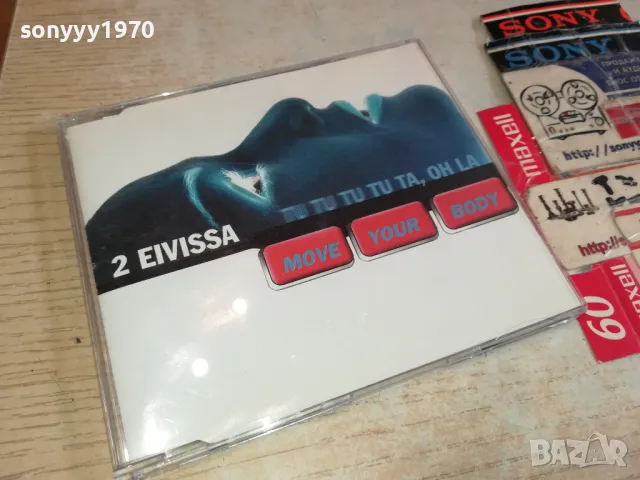 sonyyy1970
TU TU TU TU TA, OH LA
2 EIVISSA
MOVE YOUR BODY
SONY
SONY
maxell
http://sony
http://
maxell
60
BAZAR